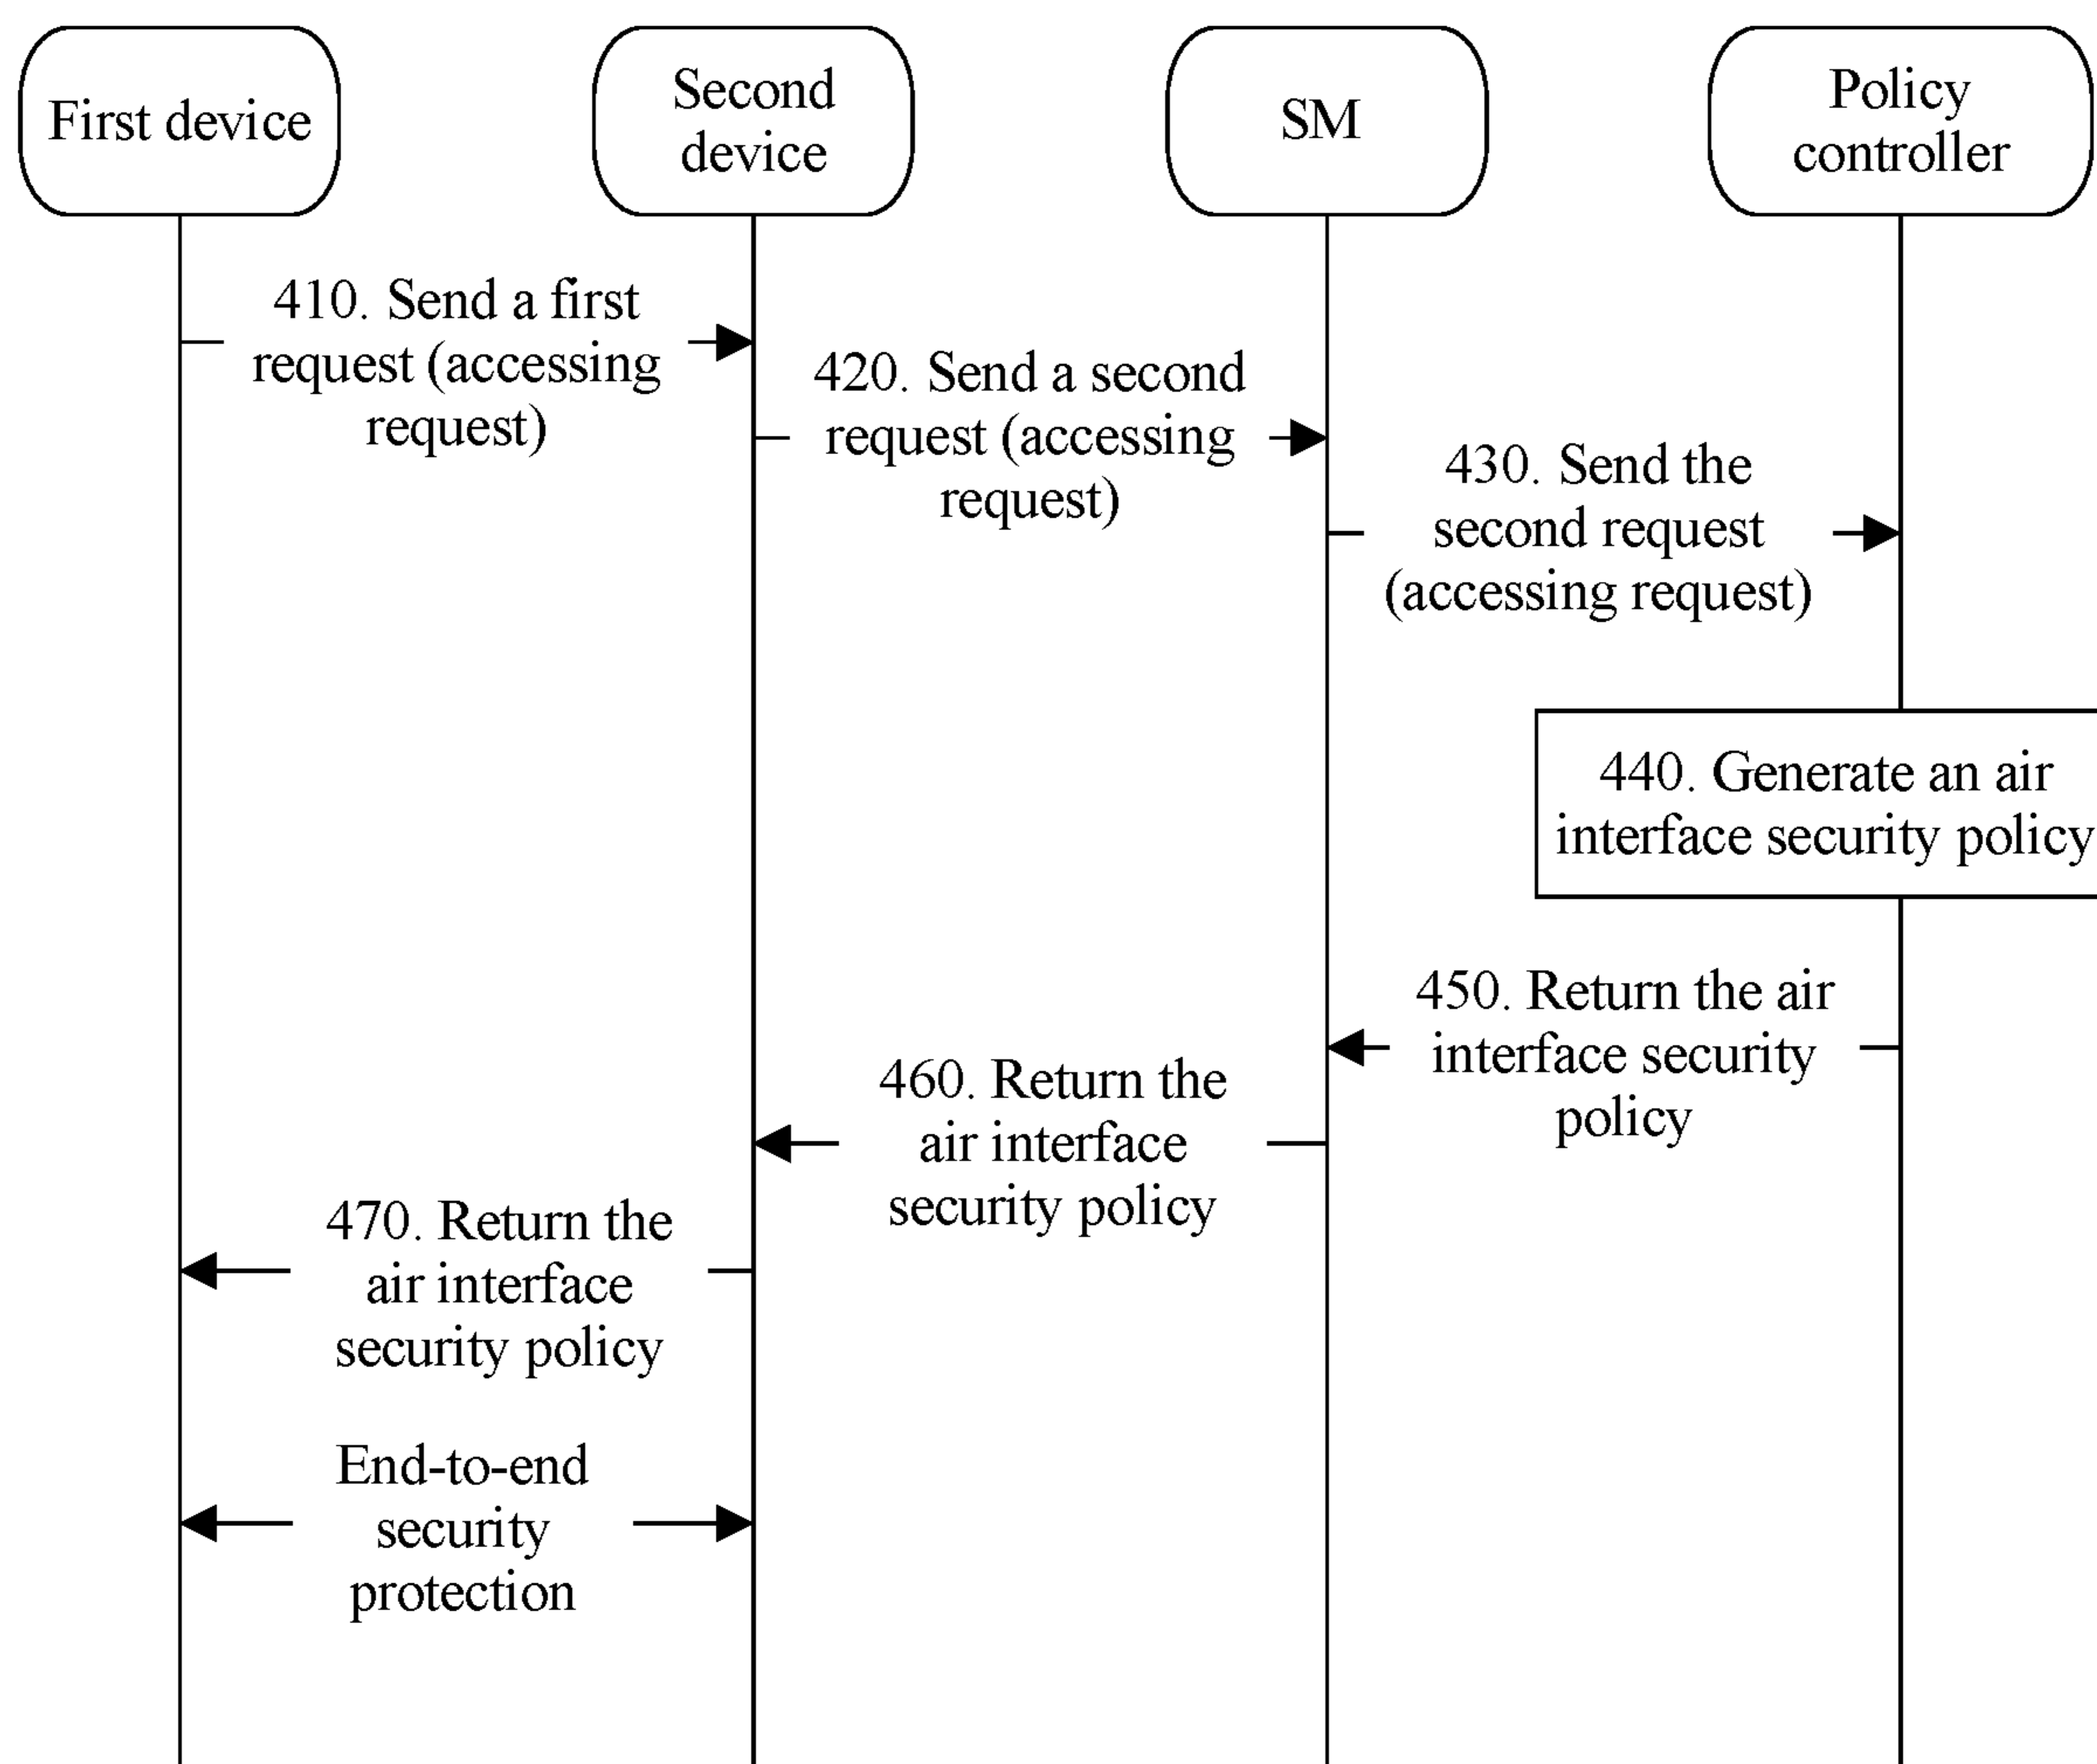 First device
Second
device
SM
Policy
controller
410. Send a first
request (accessing
request)
420. Send a second
request (accessing
request)
430. Send the
second request
(accessing request)
440. Generate an air
interface security policy
450. Return the air
interface security
policy
460. Return the
air interface
security policy
470. Return the
air interface
security policy
End-to-end
security
protection